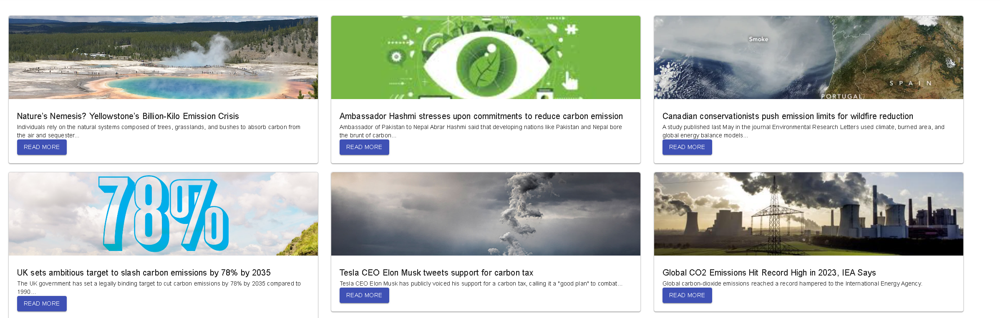 Smoke
SPAIN
PORTUGAL
Nature's Nemesis? Yellowstone's Billion-Kilo Emission Crisis
Individuals rely on the natural systems composed of trees, grasslands, and bushes to absorb carbon from
the air and sequester...
READ MORE
Ambassador Hashmi stresses upon commitments to reduce carbon emission
Ambassador of Pakistan to Nepal Abrar Hashmi said that developing nations like Pakistan and Nepal bore
the brunt of carbon...
READ MORE
Canadian conservationists push emission limits for wildfire reduction
A study published last May in the journal Environmental Research Letters used climate, burned area, and
global energy balance models...
READ MORE
78%
UK sets ambitious target to slash carbon emissions by 78% by 2035
The UK government has set a legally binding target to cut carbon emissions by 78% by 2035 compared to
1990...
READ MORE
Tesla CEO Elon Musk tweets support for carbon tax
Tesla CEO Elon Musk has publicly voiced his support for a carbon tax, calling it a "good plan" to combat...
READ MORE
Global CO2 Emissions Hit Record High in 2023, IEA Says
Global carbon-dioxide emissions reached a record hampered to the International Energy Agency.
READ MORE